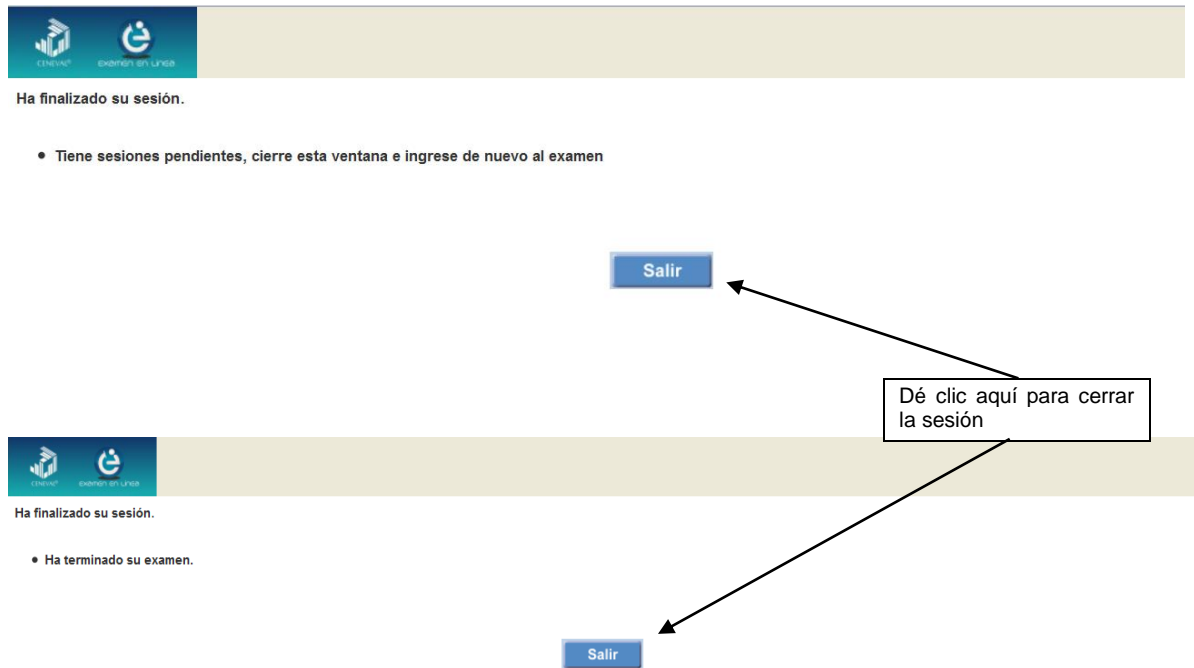 CENEVAL®
examen en línea
Ha finalizado su sesión.
• Tiene sesiones pendientes, cierre esta ventana e ingrese de nuevo al examen
Salir
Dé clic aquí para cerrar
la sesión
CENEVAL®
examen en línea
Ha finalizado su sesión.
• Ha terminado su examen.
Salir